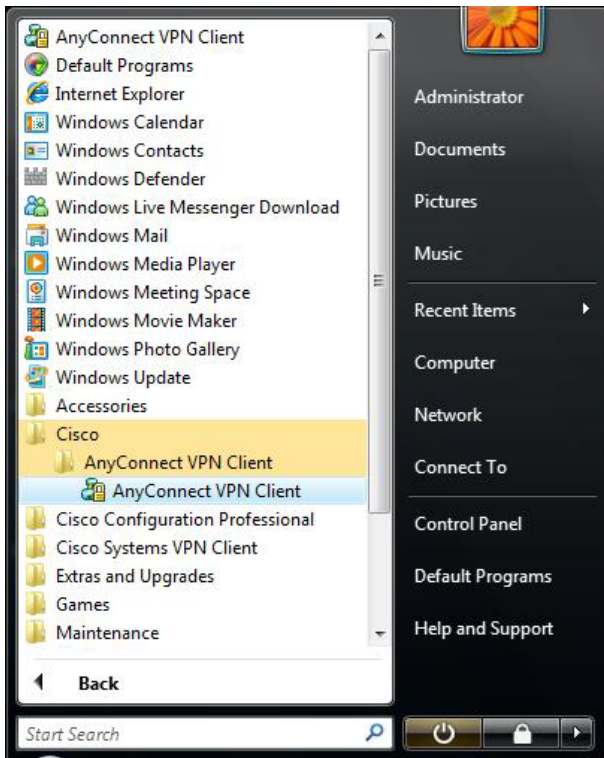 AnyConnect VPN Client
Default Programs
Internet Explorer
Windows Calendar
Windows Contacts
Windows Defender
Windows Live Messenger Download
Windows Mail
Windows Media Player
Windows Meeting Space
Windows Movie Maker
Windows Photo Gallery
Windows Update
Accessories
Cisco
AnyConnect VPN Client
AnyConnect VPN Client
Cisco Configuration Professional
Cisco Systems VPN Client
Extras and Upgrades
Games
Maintenance
Back
Start Search
Administrator
Documents
Pictures
Music
Recent Items
Computer
Network
Connect To
Control Panel
Default Programs
Help and Support